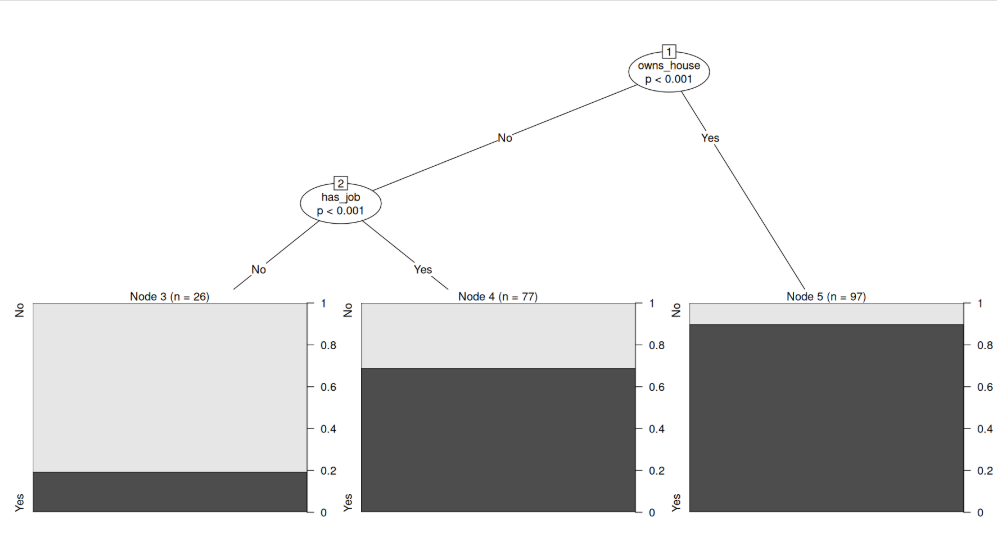 1
owns_house
p < 0.001
No
Yes
2
has_job
p < 0.001
No
Yes
Node 3 (n = 26)
No
Yes
1
0.8
0.6
0.4
0.2
0
Node 4 (n = 77)
No
Yes
1
0.8
0.6
0.4
0.2
0
Node 5 (n = 97)
No
Yes
1
0.8
0.6
0.4
0.2
0